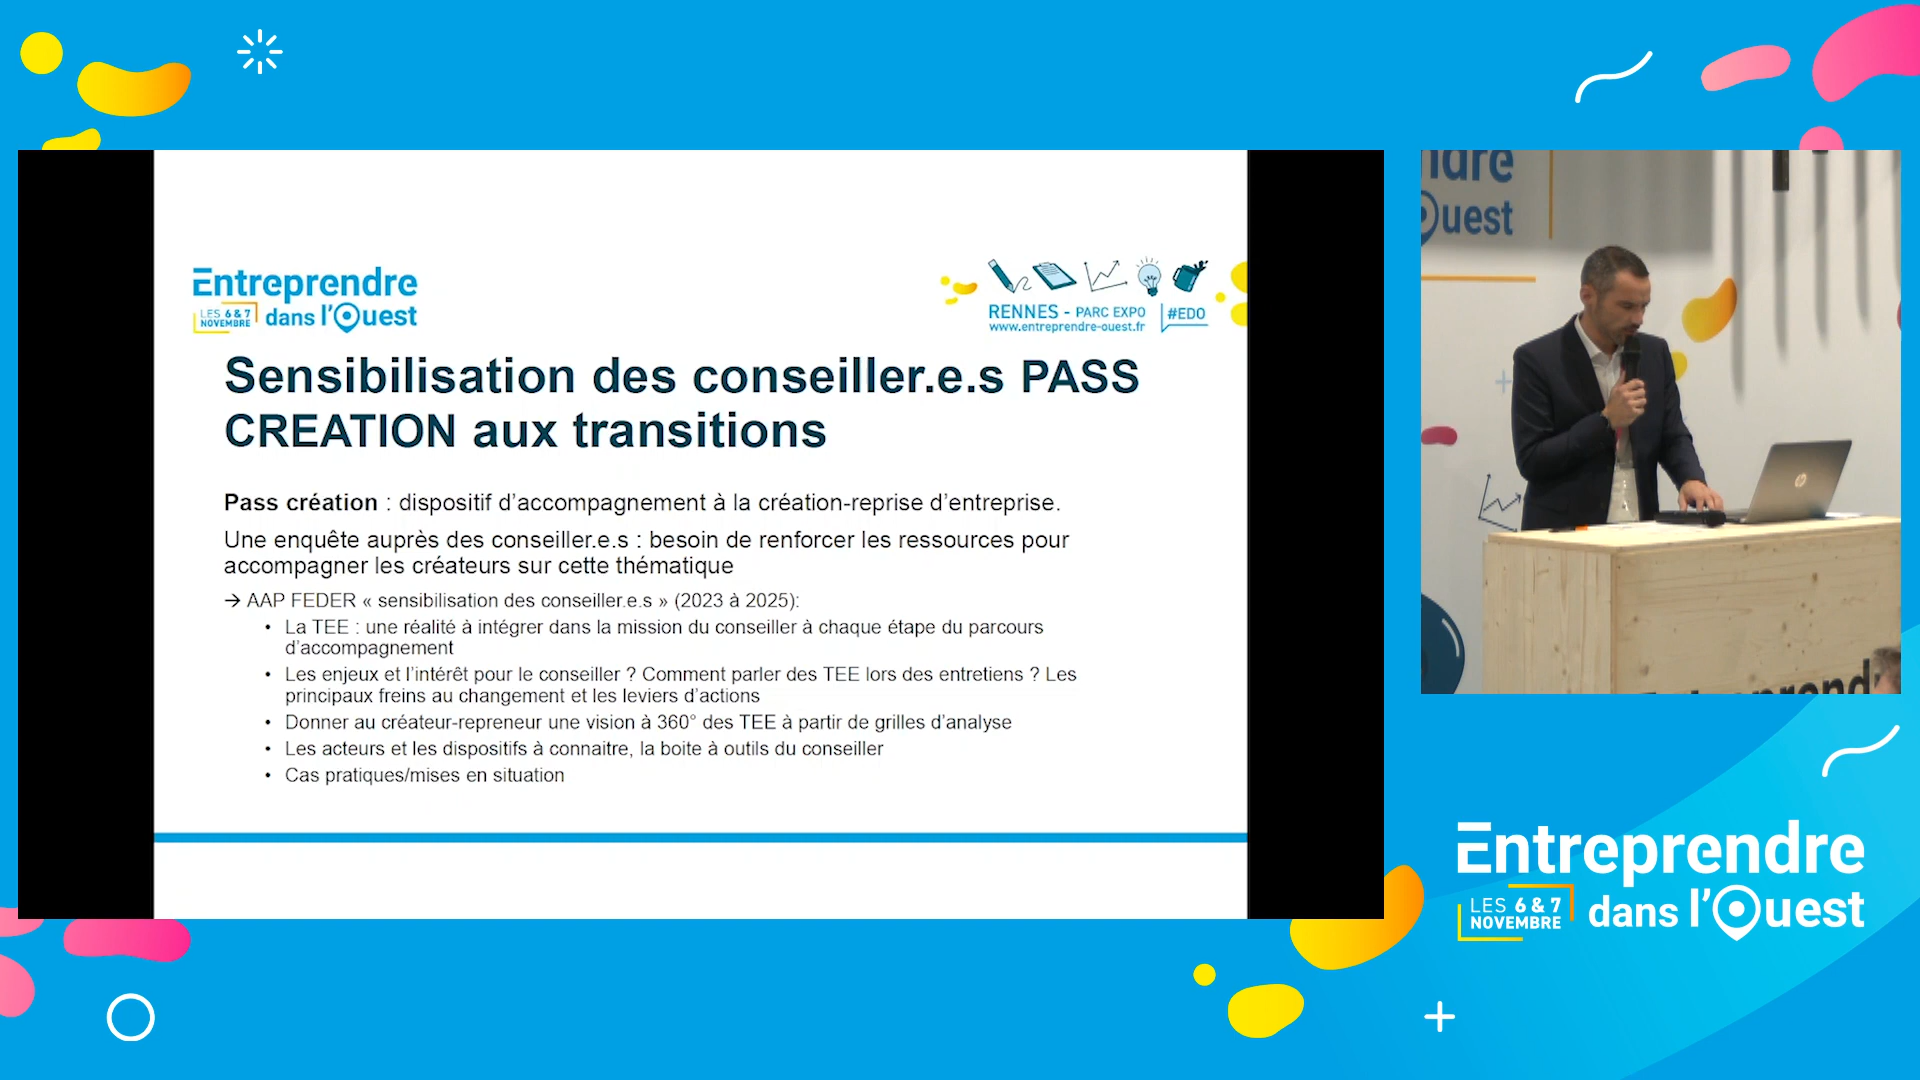 Entreprendre
LES 6 & 7
NOVEMBRE
dans l'Ouest
RENNES - PARC EXPO
www.entreprendre-ouest.fr
#EDO
Sensibilisation des conseiller.e.s PASS
CREATION aux transitions
Pass création : dispositif d'accompagnement à la création-reprise d'entreprise.
Une enquête auprès des conseiller.e.s : besoin de renforcer les ressources pour
accompagner les créateurs sur cette thématique
→ AAP FEDER « sensibilisation des conseiller.e.s » (2023 à 2025):
• La TEE : une réalité à intégrer dans la mission du conseiller à chaque étape du parcours
d'accompagnement
• Les enjeux et l'intérêt pour le conseiller ? Comment parler des TEE lors des entretiens ? Les
principaux freins au changement et les leviers d'actions
• Donner au créateur-repreneur une vision à 360° des TEE à partir de grilles d'analyse
• Les acteurs et les dispositifs à connaitre, la boite à outils du conseiller
• Cas pratiques/mises en situation
ndre
Ouest
hp
Entreprend
Entreprendre
LES 6 & 7
NOVEMBRE
dans l'Ouest